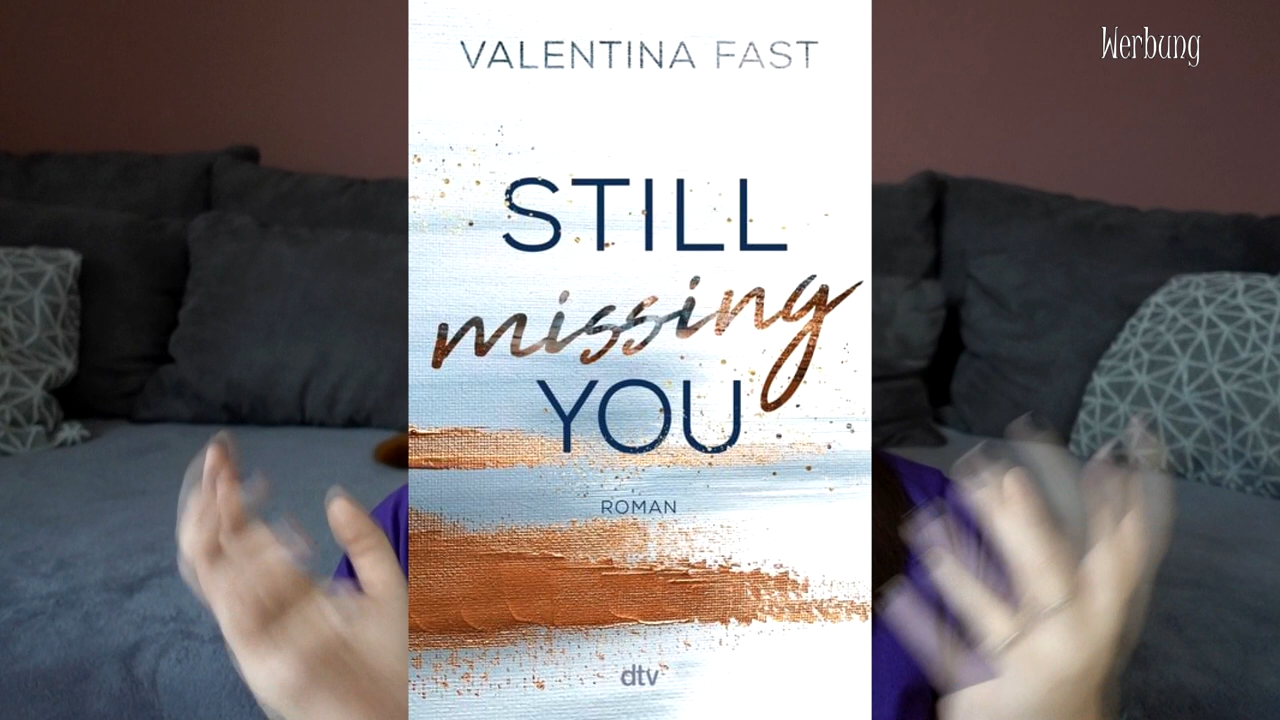 Werbung
VALENTINA FAST
STILL
missing
YOU
ROMAN
dtv